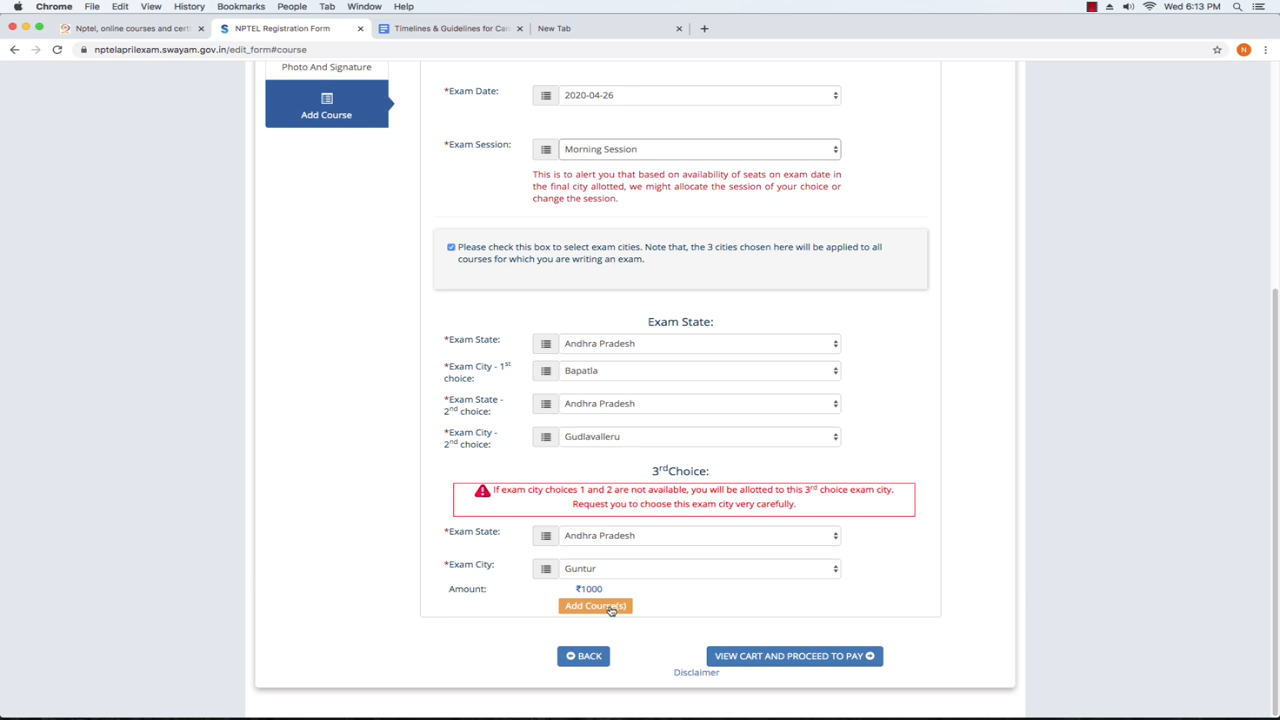 Chrome File Edit View History Bookmarks People Tab Window Help Wed 6:13 PM
Nptel, online courses and certi NPTEL Registration Form Timelines & Guidelines for Can New Tab
nptelaprilexam.swayam.gov.in/edit_form#course N
Photo And Signature
Add Course
*Exam Date: 2020-04-26
*Exam Session: Morning Session
This is to alert you that based on availability of seats on exam date in
the final city allotted, we might allocate the session of your choice or
change the session.
Please check this box to select exam cities. Note that, the 3 cities chosen here will be applied to all
courses for which you are writing an exam.
Exam State:
*Exam State: Andhra Pradesh
*Exam City - 1st
choice: Bapatla
*Exam State -
2nd choice: Andhra Pradesh
*Exam City -
2nd choice: Gudlavalleru
3rdChoice:
If exam city choices 1 and 2 are not available, you will be allotted to this 3rd choice exam city.
Request you to choose this exam city very carefully.
*Exam State: Andhra Pradesh
*Exam City: Guntur
Amount: ₹1000
Add Course(s)
BACK VIEW CART AND PROCEED TO PAY
Disclaimer